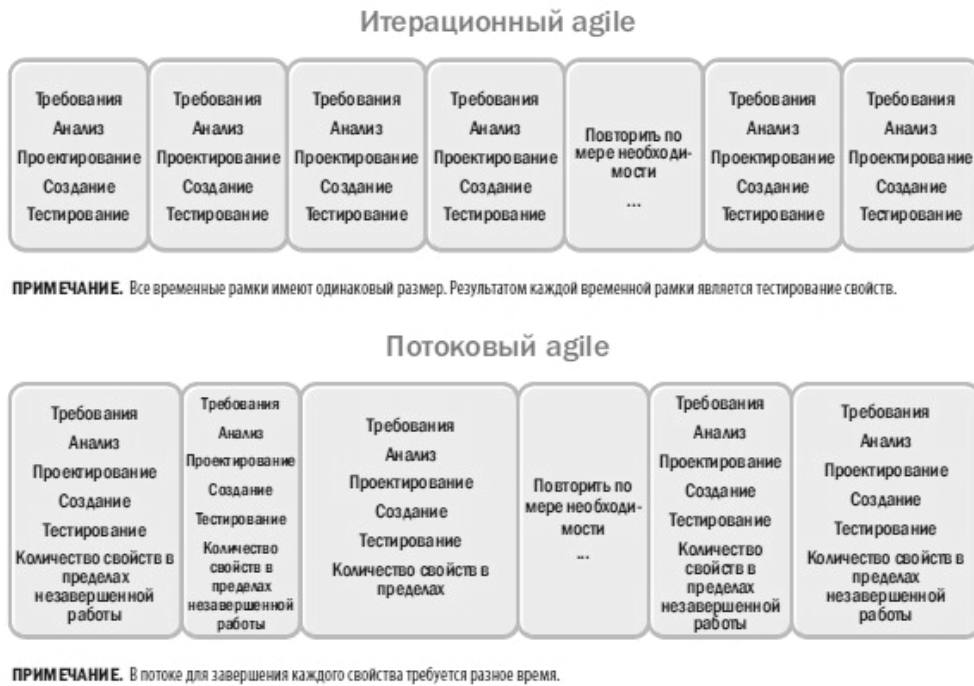 Итерационный agile
Требования
Анализ
Проектирование
Создание
Тестирование
Требования
Анализ
Проектирование
Создание
Тестирование
Требования
Анализ
Проектирование
Создание
Тестирование
Требования
Анализ
Проектирование
Создание
Тестирование
Повторить по
мере необходи-
мости
...
Требования
Анализ
Проектирование
Создание
Тестирование
Требования
Анализ
Проектирование
Создание
Тестирование
ПРИМЕЧАНИЕ. Все временные рамки имеют одинаковый размер. Результатом каждой временной рамки является тестирование свойств.
Потоковый agile
Требования
Анализ
Проектирование
Создание
Тестирование
Количество свойств в
пределах
незавершенной
работы
Требования
Анализ
Проектирование
Создание
Тестирование
Количество
свойств в
пределах
незавершенной
работы
Требования
Анализ
Проектирование
Создание
Тестирование
Количество свойств в
пределах
Повторить по
мере необходи-
мости
...
Требования
Анализ
Проектирование
Создание
Тестирование
Количество
свойств в
пределах
незавершенной
работы
Требования
Анализ
Проектирование
Создание
Тестирование
Количество свойств в
пределах
незавершенной
работы
ПРИМЕЧАНИЕ. В потоке для завершения каждого свойства требуется разное время.